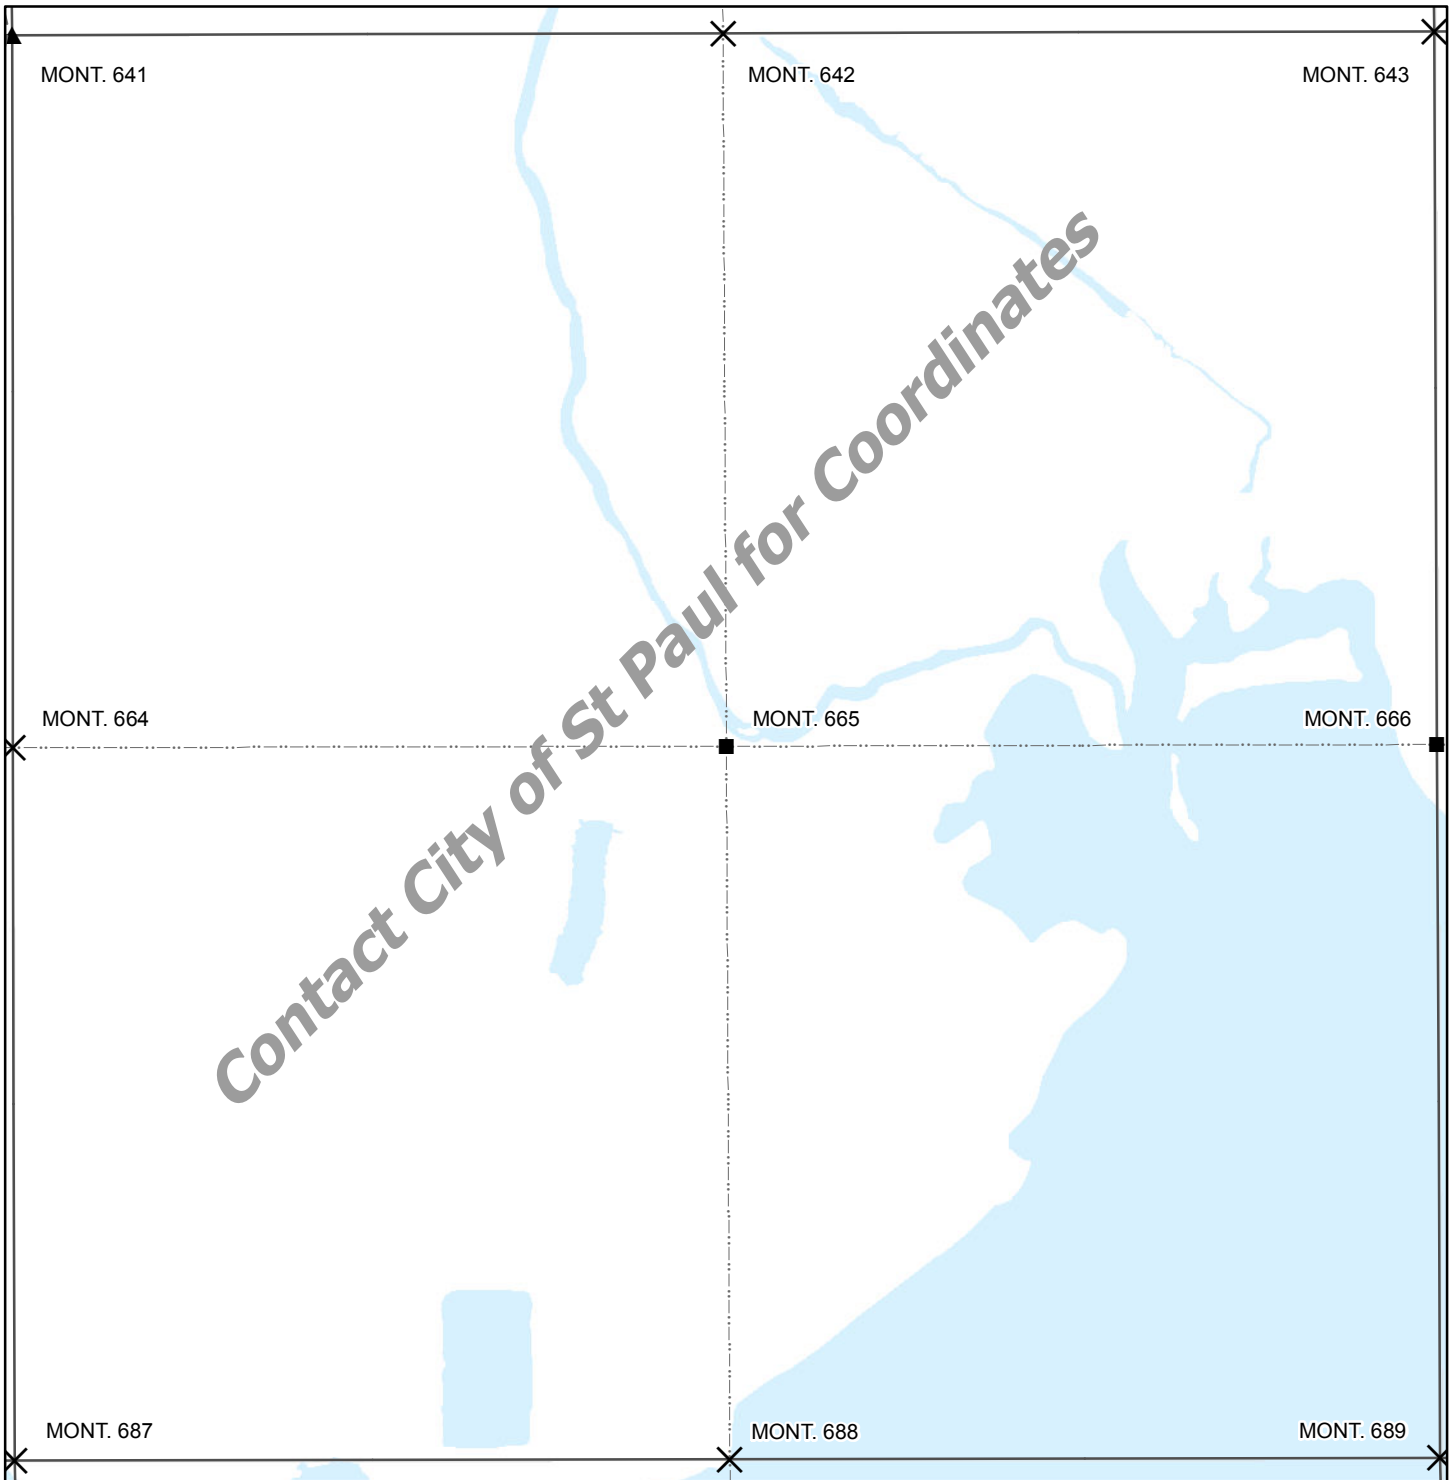 MONT. 641
MONT. 642
MONT. 643
Contact City of St Paul for Coordinates
MONT. 664
MONT. 665
MONT. 666
MONT. 687
MONT. 688
MONT. 689